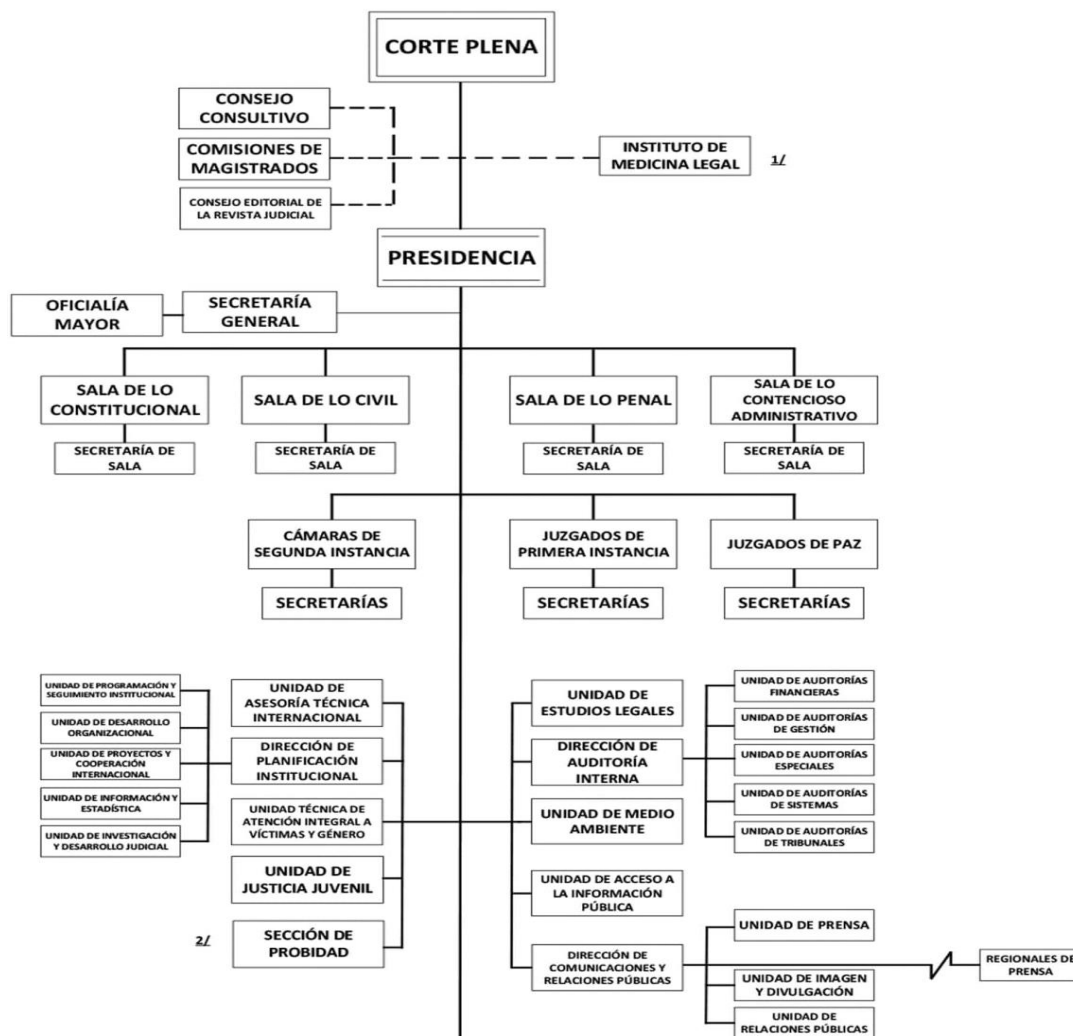 CORTE PLENA
CONSEJO
CONSULTIVO
COMISIONES DE
MAGISTRADOS
INSTITUTO DE
MEDICINA LEGAL
1/
CONSEJO EDITORIAL DE
LA REVISTA JUDICIAL
PRESIDENCIA
OFICIALÍA
MAYOR
SECRETARÍA
GENERAL
SALA DE LO
CONSTITUCIONAL
SALA DE LO CIVIL
SALA DE LO PENAL
SALA DE LO
CONTENCIOSO
ADMINISTRATIVO
SECRETARÍA DE
SALA
SECRETARÍA DE
SALA
SECRETARÍA DE
SALA
SECRETARÍA DE
SALA
CÁMARAS DE
SEGUNDA INSTANCIA
JUZGADOS DE
PRIMERA INSTANCIA
JUZGADOS DE PAZ
SECRETARÍAS
SECRETARÍAS
SECRETARÍAS
UNIDAD DE PROGRAMACIÓN Y
SEGUIMIENTO INSTITUCIONAL
UNIDAD DE DESARROLLO
ORGANIZACIONAL
UNIDAD DE PROYECTOS Y
COOPERACIÓN
INTERNACIONAL
UNIDAD DE INFORMACIÓN Y
ESTADÍSTICA
UNIDAD DE INVESTIGACIÓN
Y DESARROLLO JUDICIAL
UNIDAD DE
ASESORÍA TÉCNICA
INTERNACIONAL
DIRECCIÓN DE
PLANIFICACIÓN
INSTITUCIONAL
UNIDAD TÉCNICA DE
ATENCIÓN INTEGRAL A
VÍCTIMAS Y GÉNERO
UNIDAD DE
JUSTICIA JUVENIL
2/
SECCIÓN DE
PROBIDAD
UNIDAD DE
ESTUDIOS LEGALES
DIRECCIÓN DE
AUDITORÍA
INTERNA
UNIDAD DE MEDIO
AMBIENTE
UNIDAD DE ACCESO A
LA INFORMACIÓN
PÚBLICA
DIRECCIÓN DE
COMUNICACIONES Y
RELACIONES PÚBLICAS
UNIDAD DE AUDITORÍAS
FINANCIERAS
UNIDAD DE AUDITORÍAS
DE GESTIÓN
UNIDAD DE AUDITORÍAS
ESPECIALES
UNIDAD DE AUDITORÍAS
DE SISTEMAS
UNIDAD DE AUDITORÍAS
DE TRIBUNALES
UNIDAD DE PRENSA
REGIONALES DE
PRENSA
UNIDAD DE IMAGEN
Y DIVULGACIÓN
UNIDAD DE
RELACIONES PÚBLICAS